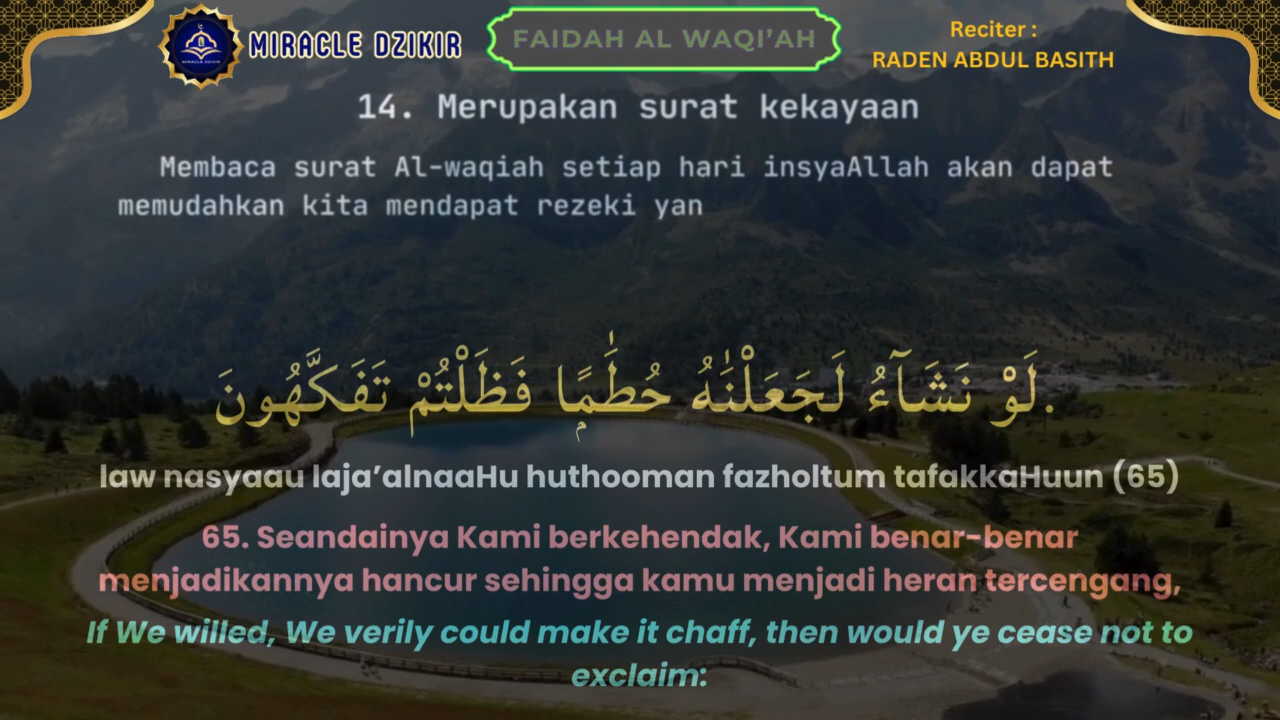 MIRACLE DZIKIR
FAIDAH AL WAQI’AH
Reciter :
RADEN ABDUL BASITH
14. Merupakan surat kekayaan
Membaca surat Al-waqiah setiap hari insyaAllah akan dapat
memudahkan kita mendapat rezeki yan
لَوْ نَشَآءُ لَجَعَلْنَٰهُ حُطَٰمًۭا فَظَلْتُمْ تَفَكَّهُونَ.
law nasyaau laja’alnaaHu huthooman fazholtum tafakkaHuun (65)
65. Seandainya Kami berkehendak, Kami benar-benar
menjadikannya hancur sehingga kamu menjadi heran tercengang,
If We willed, We verily could make it chaff, then would ye cease not to
exclaim: